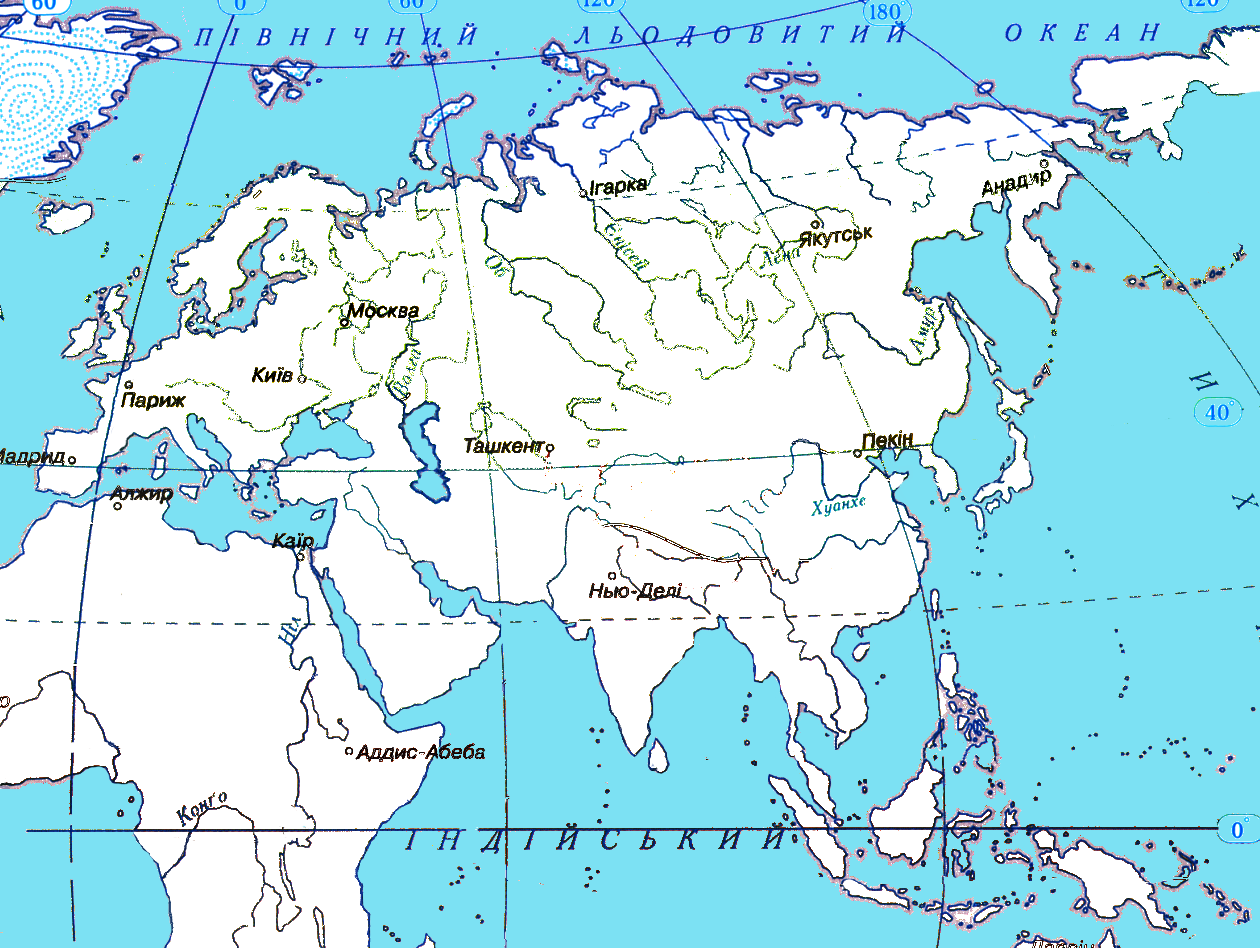 60°
0°
60°
120°
180°
120°
ПІВНІЧНИЙ ЛЬОДОВИТИЙ ОКЕАН
Ігарка
Анадир
Якутськ
Єнісей
Лена
Об
Т
Москва
Амур
Волга
И
Київ
Париж
40°
Пекін
Ташкент
Мадрид
Алжир
Х
Хуанхе
Каїр
Нью-Делі
Ніл
Аддис-Абеба
Конго
ІНДІЙСЬКИЙ
0°